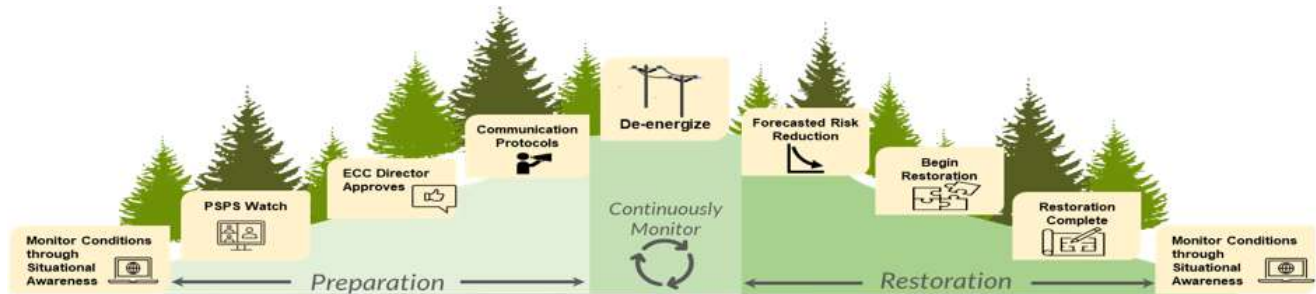 Monitor Conditions
through
Situational
Awareness
PSPS Watch
ECC Director
Approves
Communication
Protocols
De-energize
Forecasted Risk
Reduction
Begin
Restoration
Restoration
Complete
Monitor Conditions
through
Situational
Awareness
Preparation
Continuously
Monitor
Restoration